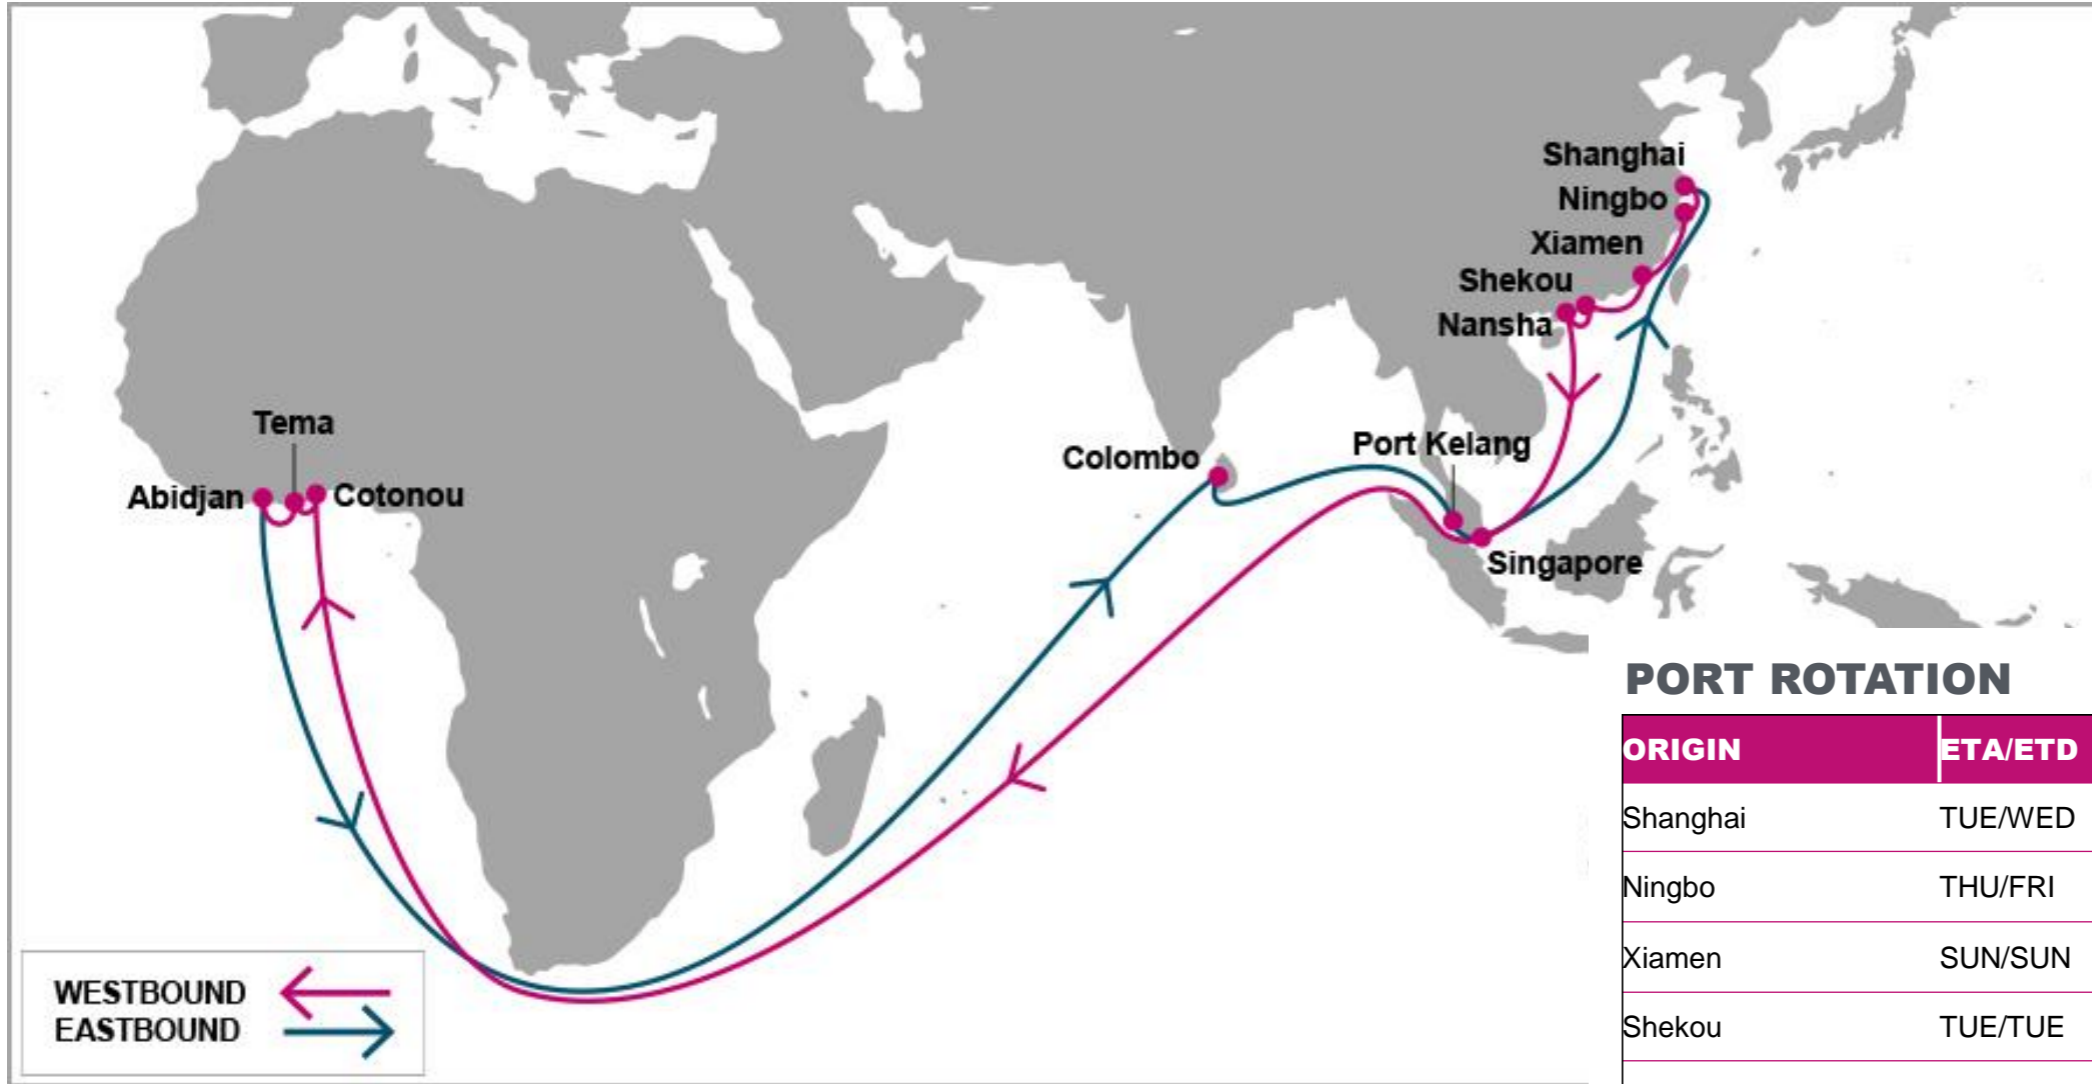 Shanghai
Ningbo
Xiamen
Shekou
Nansha
Tema
Port Kelang
Colombo
Abidjan
Cotonou
Singapore
WESTBOUND
EASTBOUND
PORT ROTATION
ORIGIN ETA/ETD
Shanghai TUE/WED
Ningbo THU/FRI
Xiamen SUN/SUN
Shekou TUE/TUE